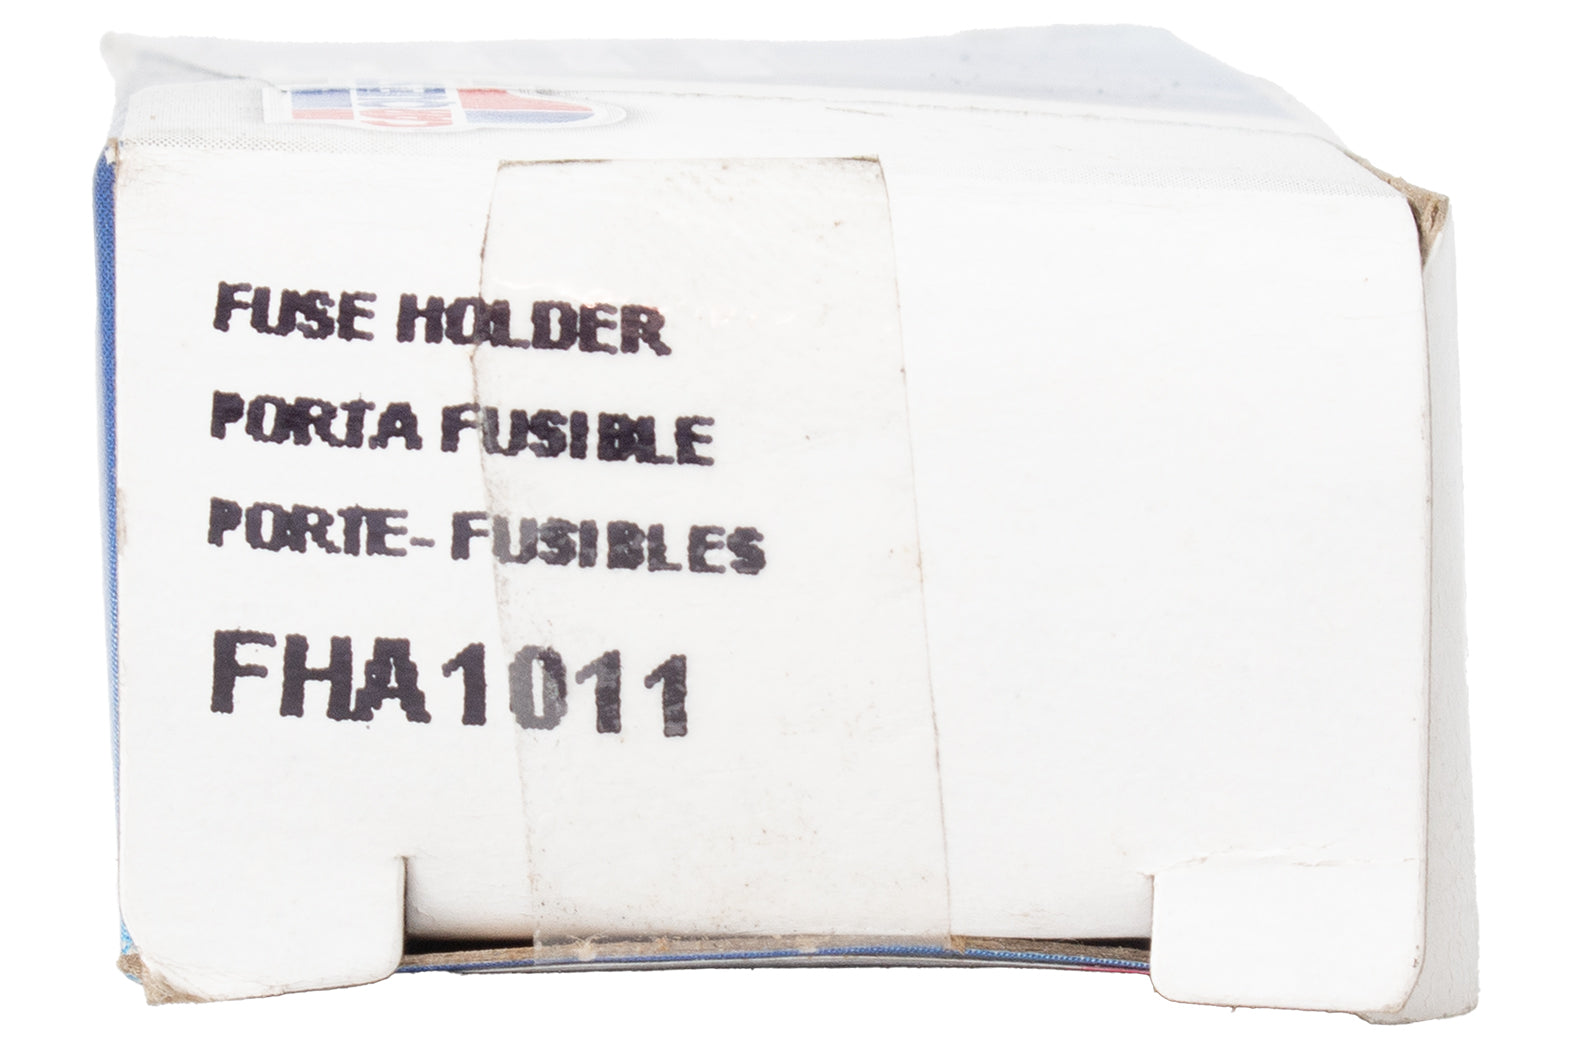 FUSE HOLDER
PORTA FUSIBLE
PORTE- FUSIBLES
FHA1011